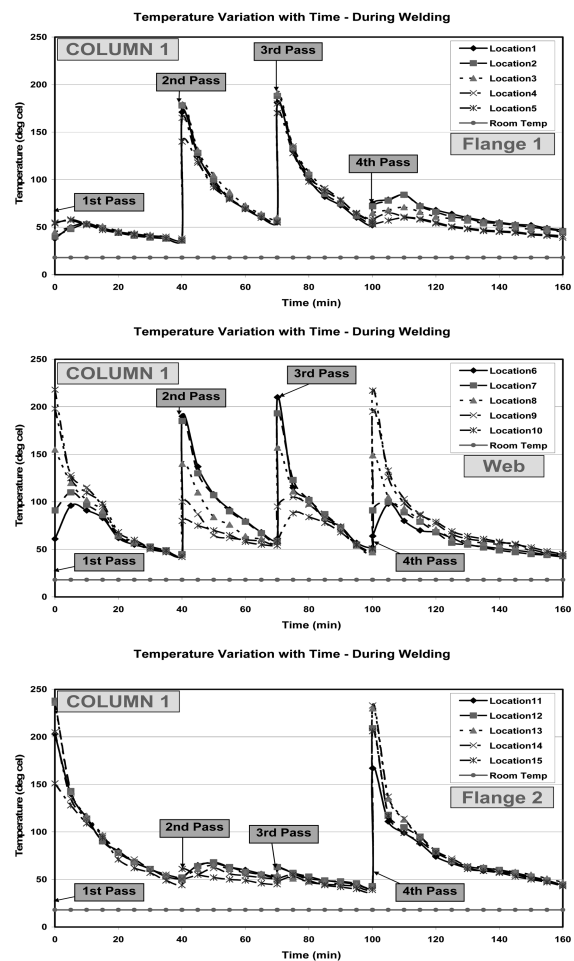 Temperature Variation with Time - During Welding
250
COLUMN 1
3rd Pass
Location1
Location2
2nd Pass
Location3
200
Location4
Location5
Room Temp
150
Flange 1
Temperature (deg cel)
4th Pass
100
1st Pass
50
0
0 20 40 60 80 100 120 140 160
Time (min)
Temperature Variation with Time - During Welding
250
COLUMN 1
3rd Pass
Location6
2nd Pass
Location7
Location8
200
Location9
Location10
Room Temp
150
Web
Temperature (deg cel)
100
50
1st Pass
4th Pass
0
0 20 40 60 80 100 120 140 160
Time (min)
Temperature Variation with Time - During Welding
250
COLUMN 1
Location11
Location12
Location13
200
Location14
Location15
Room Temp
150
Flange 2
Temperature (deg cel)
2nd Pass
3rd Pass
100
50
1st Pass
4th Pass
0
0 20 40 60 80 100 120 140 160
Time (min)